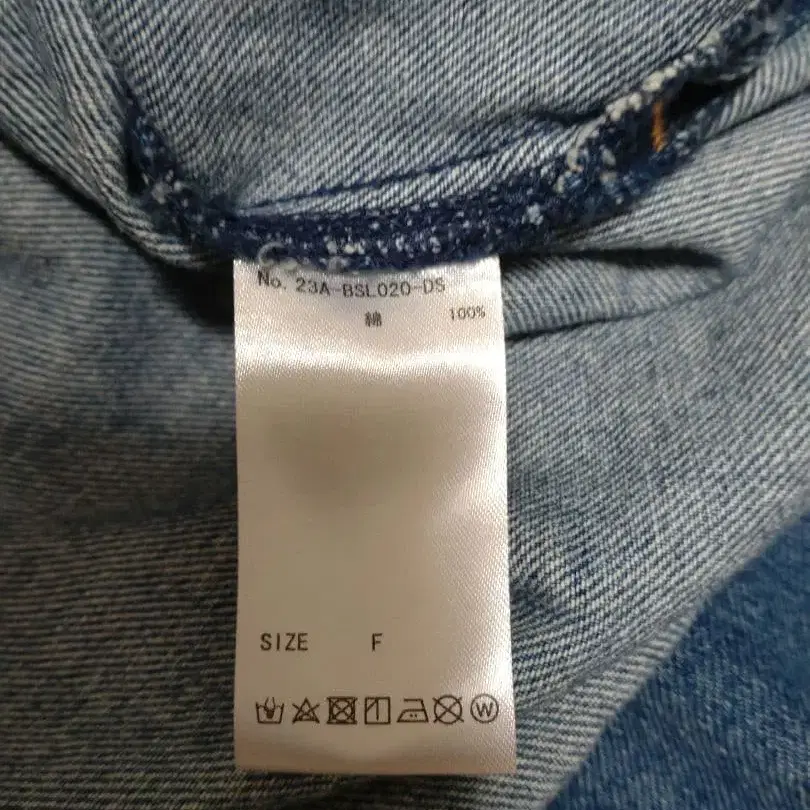 No. 23A-BSL020-DS
綿 100%
SIZE F
W